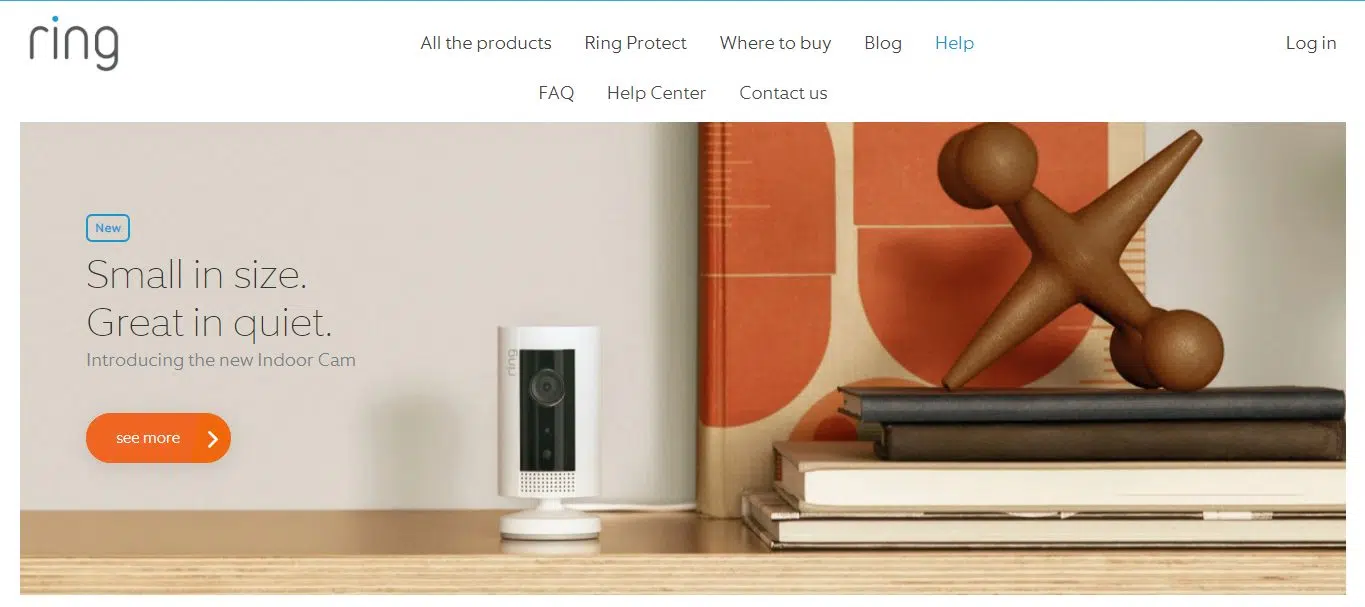 ring
All the products Ring Protect Where to buy Blog Help
Log in
FAQ Help Center Contact us
New
Small in size.
Great in quiet.
Introducing the new Indoor Cam
see more
ring